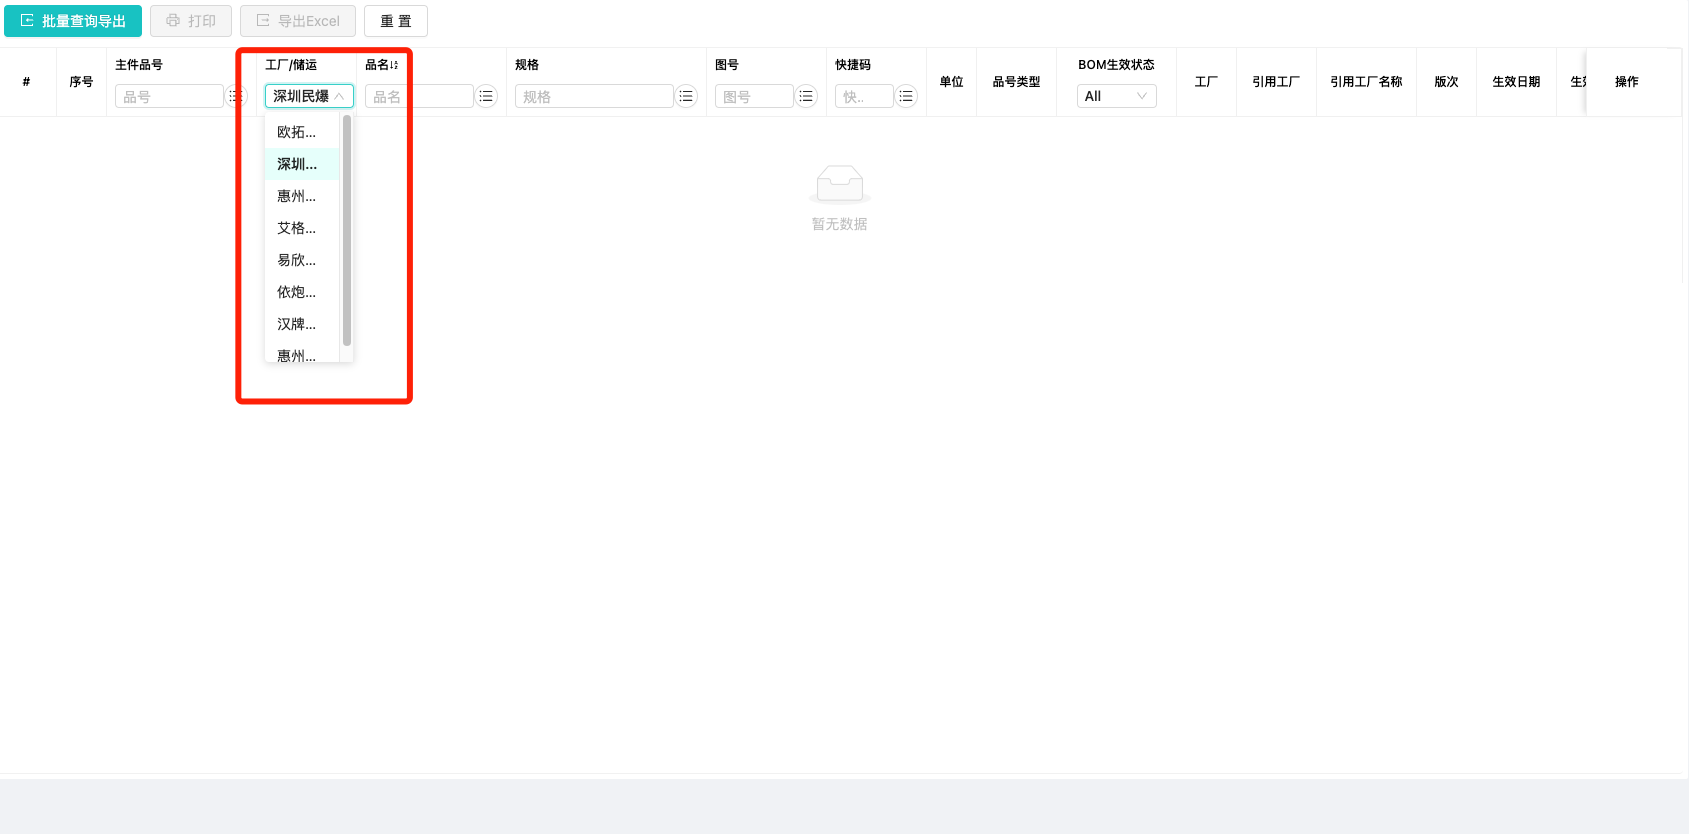 批量查询导出 打印 导出Excel 重 置
# 序号 主件品号 工厂/储运 品名 规格 图号 快捷码 单位 品号类型 BOM生效状态 工厂 引用工厂 引用工厂名称 版次 生效日期 操作
品号 深圳民爆 品名 规格 图号 快.. All
欧拓...
深圳...
惠州...
艾格...
易欣...
依炮...
汉牌...
惠州...
暂无数据